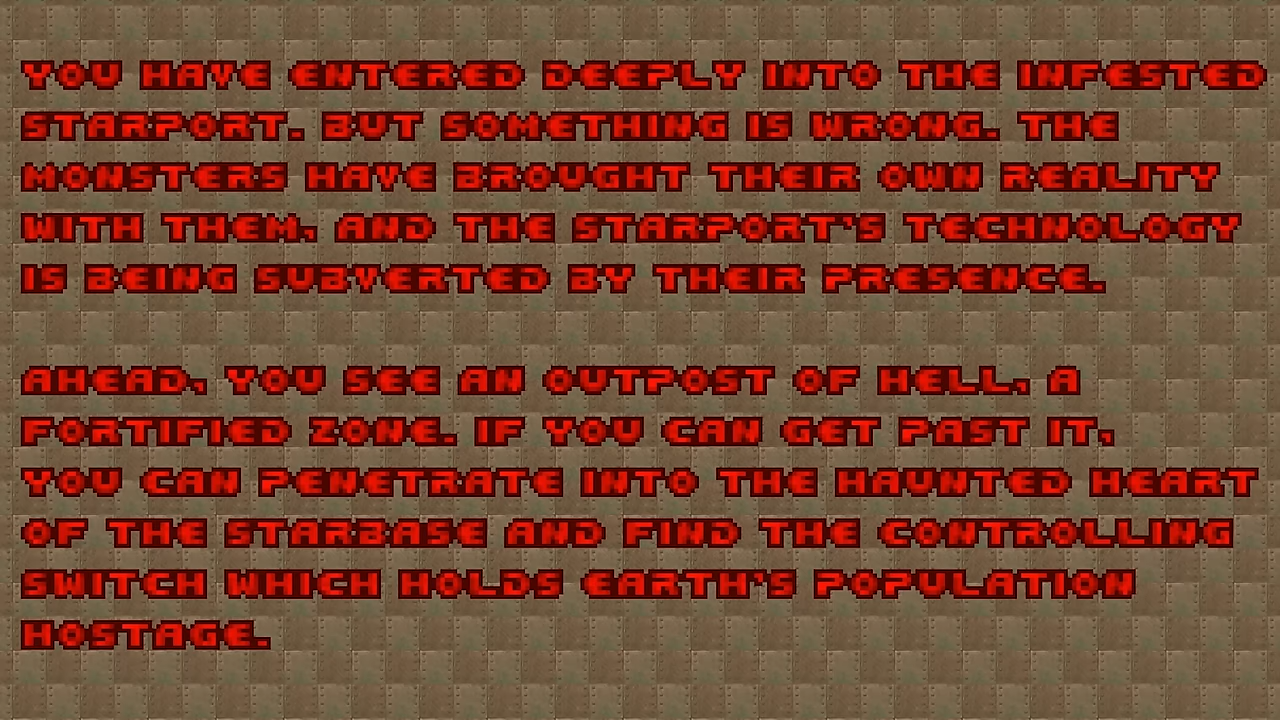 YOU HAVE ENTERED DEEPLY INTO THE INFESTED
STARPORT. BUT SOMETHING IS WRONG. THE
MONSTERS HAVE BROUGHT THEIR OWN REALITY
WITH THEM, AND THE STARPORT'S TECHNOLOGY
IS BEING SUBVERTED BY THEIR PRESENCE.
AHEAD, YOU SEE AN OUTPOST OF HELL, A
FORTIFIED ZONE. IF YOU CAN GET PAST IT,
YOU CAN PENETRATE INTO THE HAUNTED HEART
OF THE STARBASE AND FIND THE CONTROLLING
SWITCH WHICH HOLDS EARTH'S POPULATION
HOSTAGE.